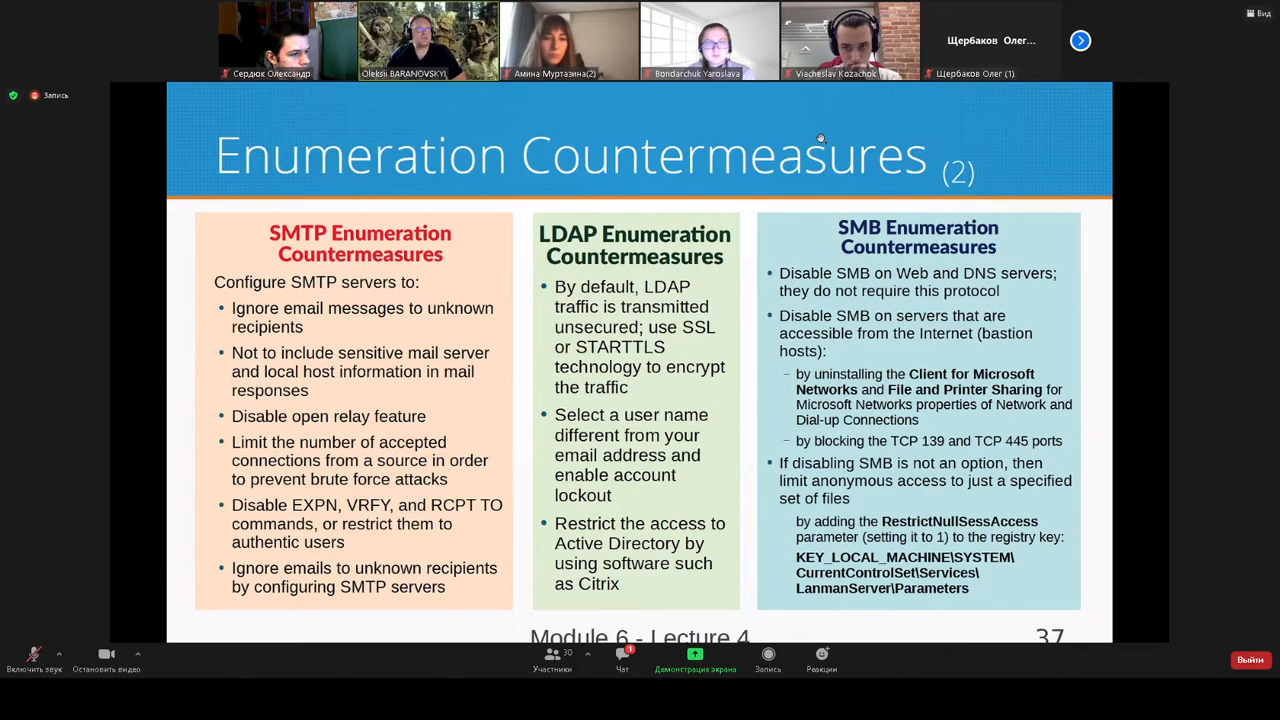 Вид
Щербаков Олег...
Сердюк Олександр
Oleksii BARANOVSKYI
Амина Муртазина(2)
Bondarchuk Yaroslava
Viacheslav Kozachok
Щербаков Олег (1)
Запись
Enumeration Countermeasures (2)
SMTP Enumeration
Countermeasures
Configure SMTP servers to:
• Ignore email messages to unknown
recipients
• Not to include sensitive mail server
and local host information in mail
responses
• Disable open relay feature
• Limit the number of accepted
connections from a source in order
to prevent brute force attacks
• Disable EXPN, VRFY, and RCPT TO
commands, or restrict them to
authentic users
• Ignore emails to unknown recipients
by configuring SMTP servers
LDAP Enumeration
Countermeasures
• By default, LDAP
traffic is transmitted
unsecured; use SSL
or STARTTLS
technology to encrypt
the traffic
• Select a user name
different from your
email address and
enable account
lockout
• Restrict the access to
Active Directory by
using software such
as Citrix
SMB Enumeration
Countermeasures
• Disable SMB on Web and DNS servers;
they do not require this protocol
• Disable SMB on servers that are
accessible from the Internet (bastion
hosts):
– by uninstalling the Client for Microsoft
Networks and File and Printer Sharing for
Microsoft Networks properties of Network and
Dial-up Connections
– by blocking the TCP 139 and TCP 445 ports
• If disabling SMB is not an option, then
limit anonymous access to just a specified
set of files
by adding the RestrictNullSessAccess
parameter (setting it to 1) to the registry key:
KEY_LOCAL_MACHINE\SYSTEM\
CurrentControlSet\Services\
LanmanServer\Parameters
Module 6 - Lecture 4
37
Включить звук
Остановить видео
30
Участники
1
Чат
Демонстрация экрана
Запись
Реакции
Выйти